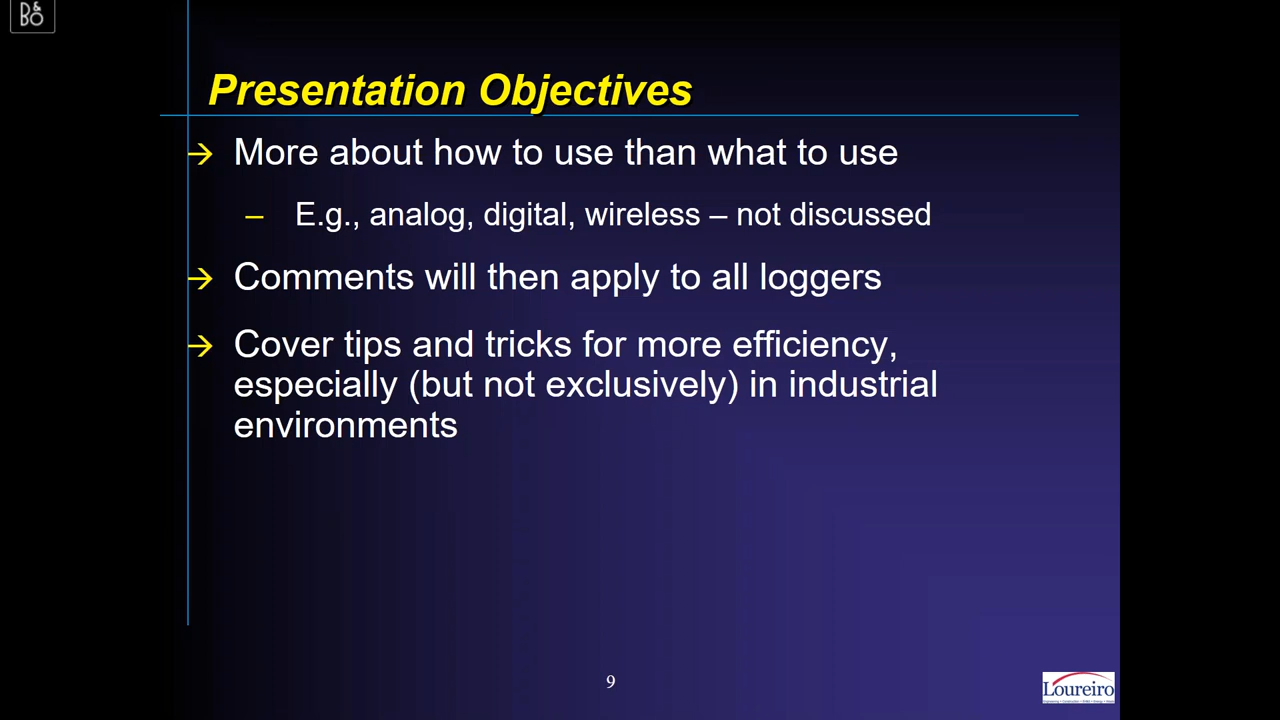 B&O
Presentation Objectives
→ More about how to use than what to use
– E.g., analog, digital, wireless – not discussed
→ Comments will then apply to all loggers
→ Cover tips and tricks for more efficiency,
especially (but not exclusively) in industrial
environments
9
Loureiro